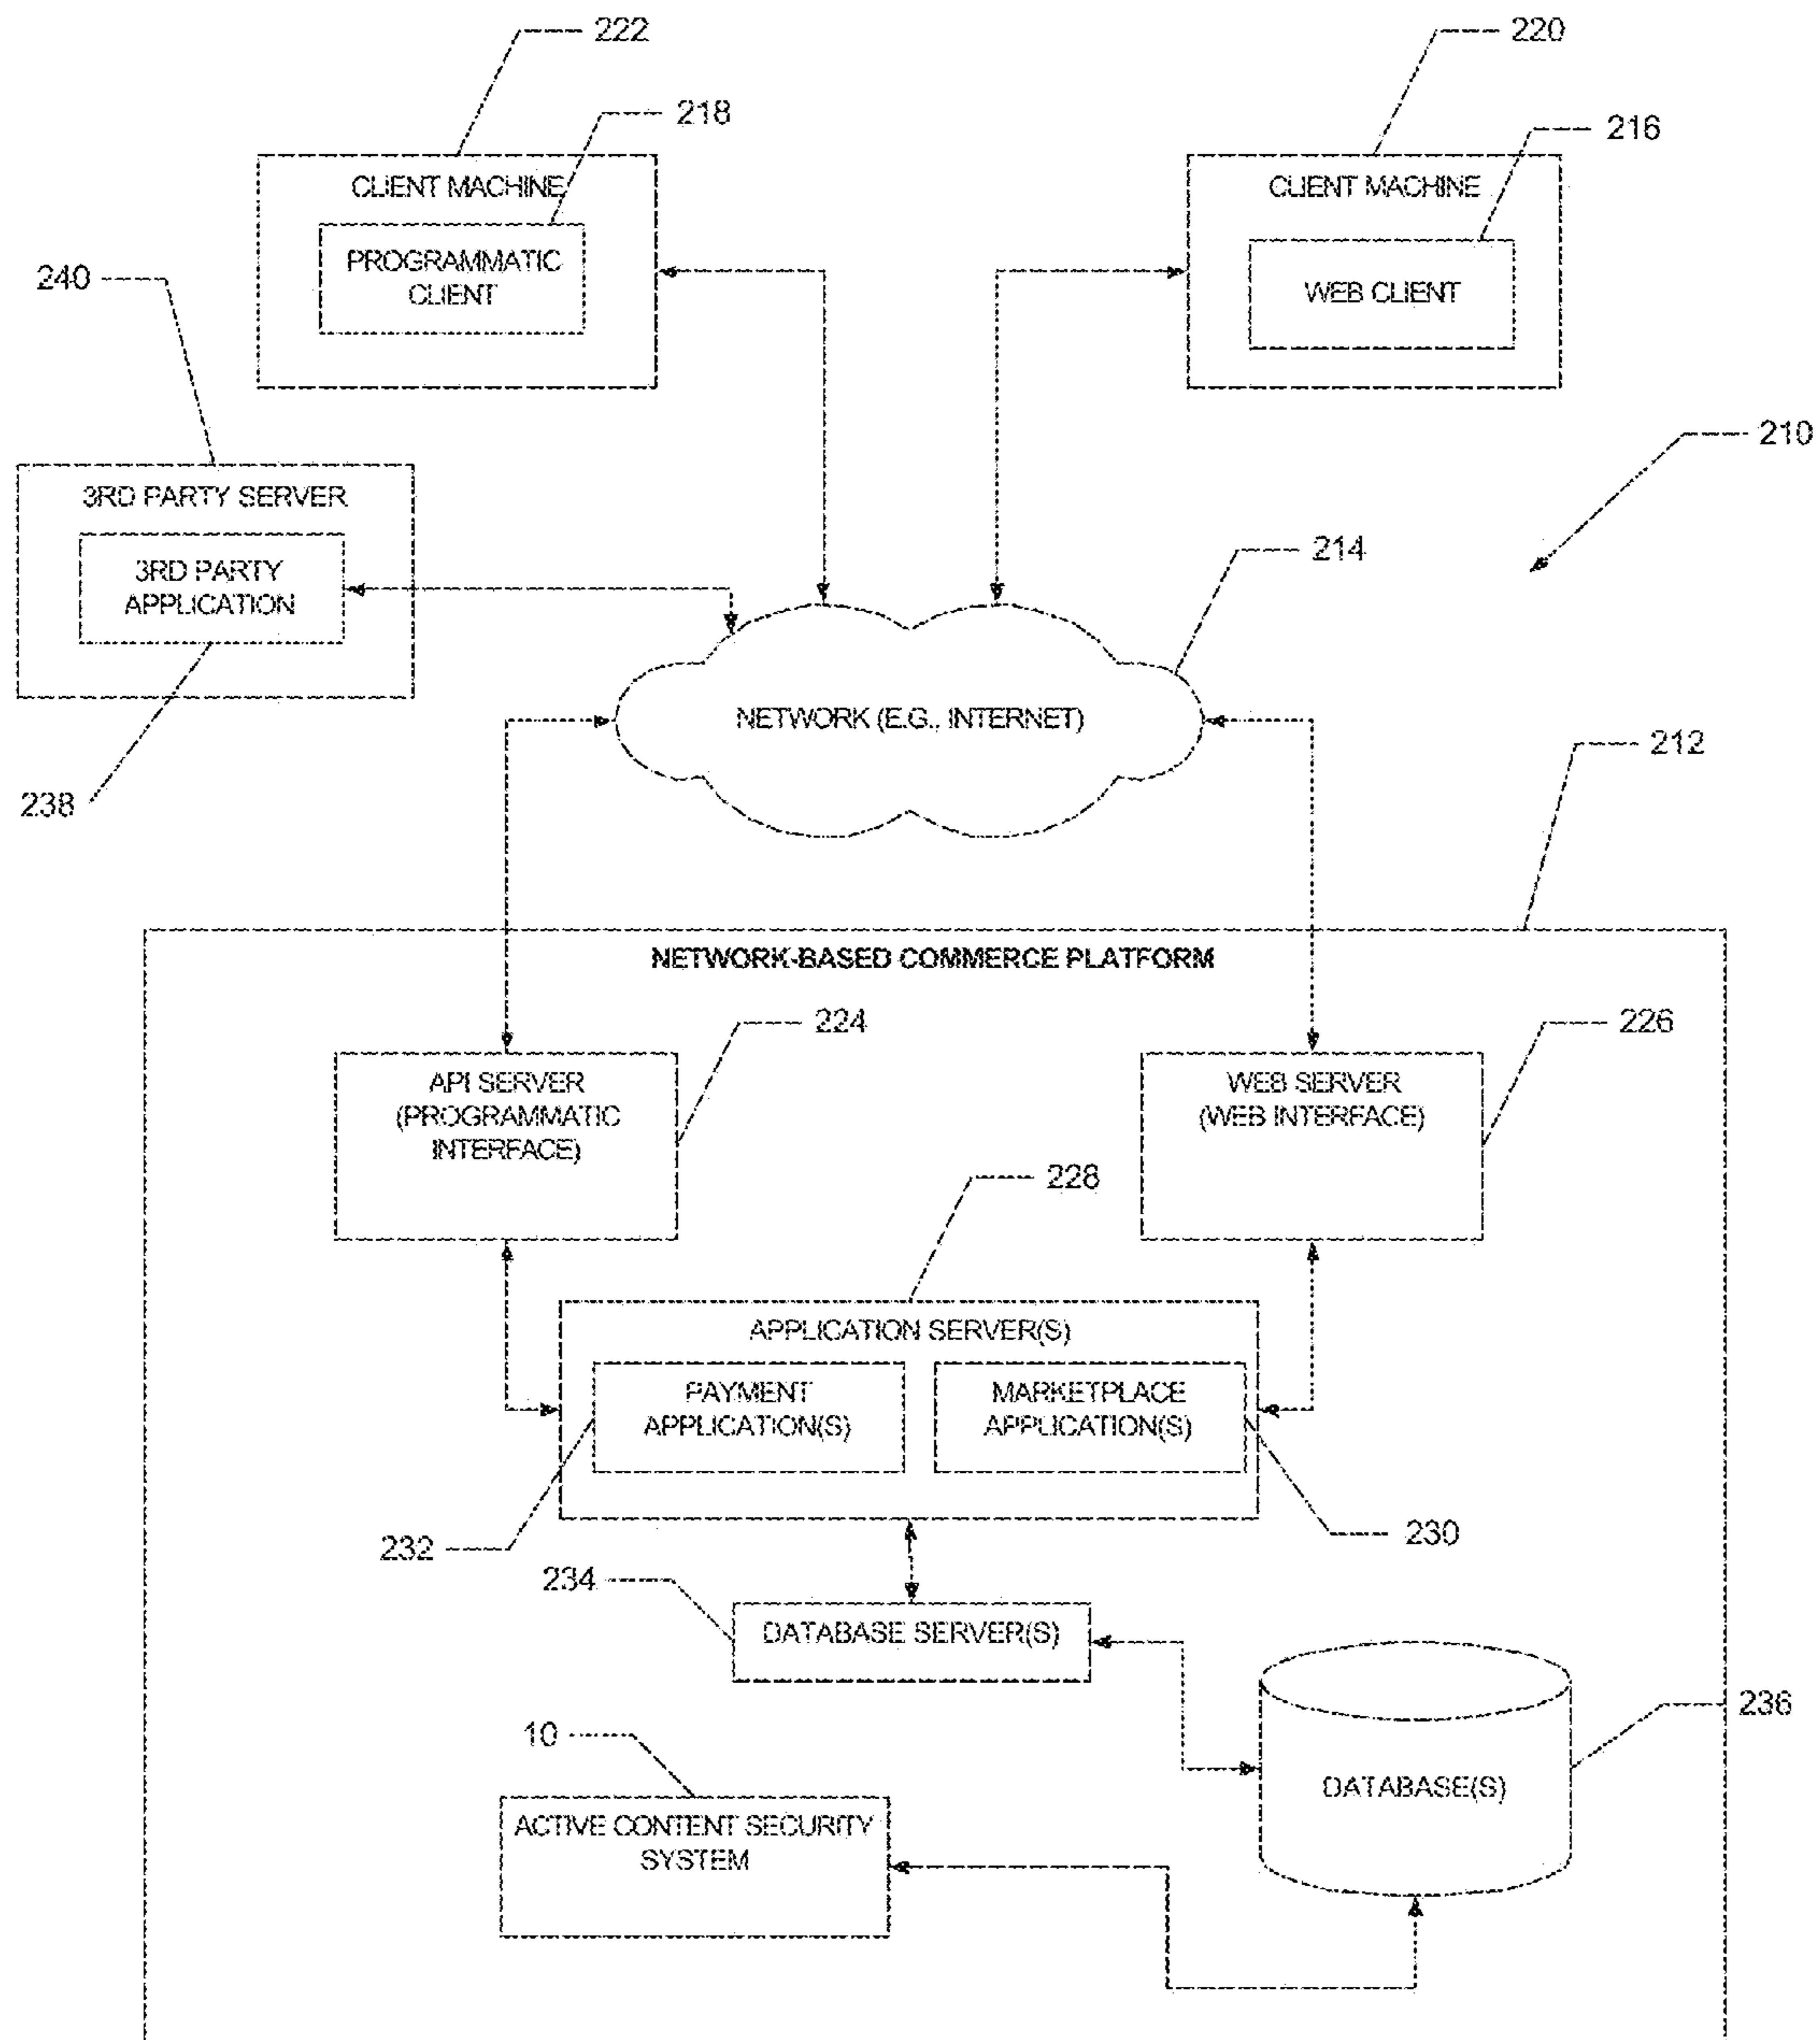 222
220
218
216
CLIENT MACHINE
CLIENT MACHINE
PROGRAMMATIC
CLIENT
WEB CLIENT
240
210
3RD PARTY SERVER
3RD PARTY
APPLICATION
214
NETWORK (E.G., INTERNET)
212
238
NETWORK-BASED COMMERCE PLATFORM
224
226
API SERVER
(PROGRAMMATIC
INTERFACE)
WEB SERVER
(WEB INTERFACE)
228
APPLICATION SERVER(S)
PAYMENT
APPLICATION(S)
MARKETPLACE
APPLICATION(S)
232
230
234
DATABASE SERVER(S)
236
10
DATABASE(S)
ACTIVE CONTENT SECURITY
SYSTEM